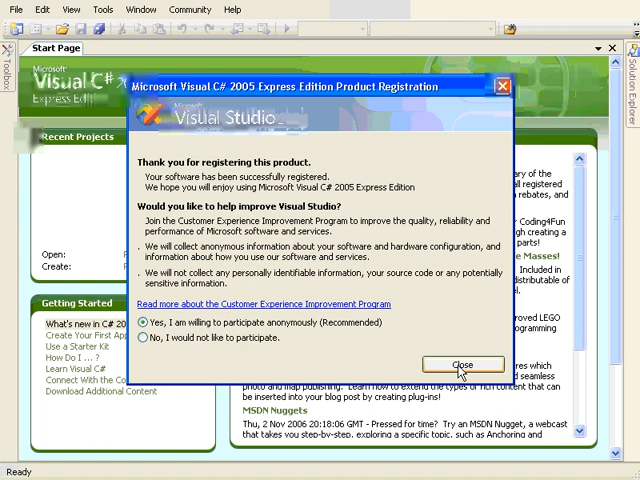 File Edit View Tools Window Community Help
Start Page
Toolbox
Solution Explorer
Microsoft
Visual C# 20
Express Edi
Microsoft Visual C# 2005 Express Edition Product Registration
Microsoft
Visual Studio
Recent Projects
Thank you for registering this product.
Your software has been successfully registered.
We hope you will enjoy using Microsoft Visual C# 2005 Express Edition
Would you like to help improve Visual Studio?
Join the Customer Experience Improvement Program to improve the quality, reliability and
performance of Microsoft software and services.
. We will collect anonymous information about your software and hardware configuration, and
information about how you use our software and services.
. We will not collect any personally identifiable information, your source code or any potentially
sensitive information.
Read more about the Customer Experience Improvement Program
Yes, I am willing to participate anonymously (Recommended)
No, I would not like to participate.
Close
Open:
Create:
Getting Started
What's new in C# 20
Create Your First App
Use a Starter Kit
How Do I ... ?
Learn Visual C#
Connect With the Co
Download Additional Content
ary of the
all registered
rebates, and
Coding4Fun
gh creating a
parts!
e Masses!
Included in
distributable of
el.
roved LEGO
rogramming
res which
d seamless
photo and map publishing. Learn how to extend the types of rich content that can
be inserted into your blog post by creating plug-ins!
MSDN Nuggets
Thu, 2 Nov 2006 20:18:06 GMT - Pressed for time? Try an MSDN Nugget, a webcast
that takes you step-by-step, exploring a specific topic, such as Anchoring and
Ready